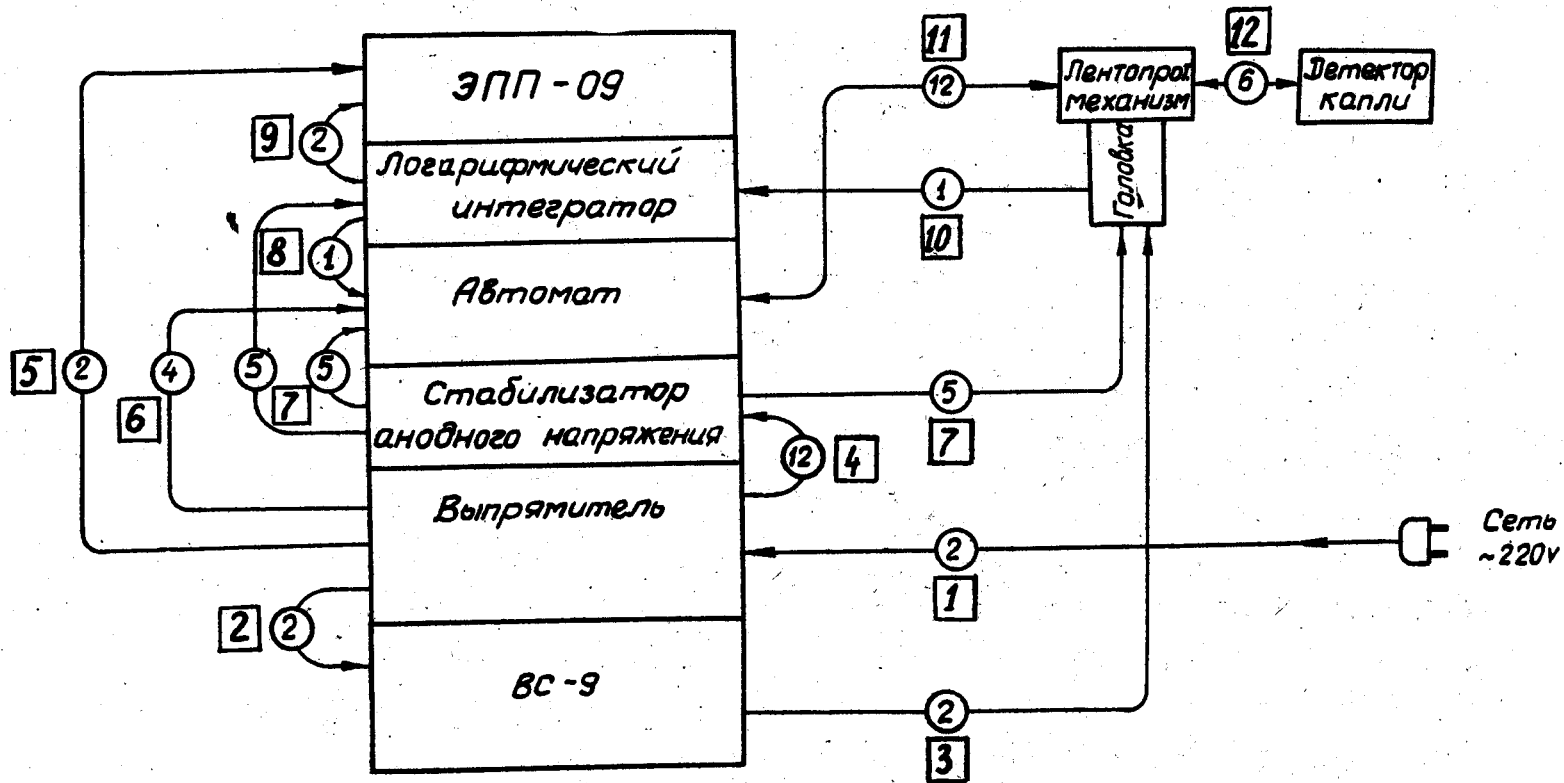 11
12
ЭПП-09
12
Лентопрот.
механизм
6
Детектор
капли
9
2
Логарифмический
интегратор
1
10
Головка
8
1
Автомат
5
2
4
6
5
7
5
Стабилизатор
анодного напряжения
5
7
12
4
Выпрямитель
2
1
Сеть
~220v
2
2
ВС-9
2
3